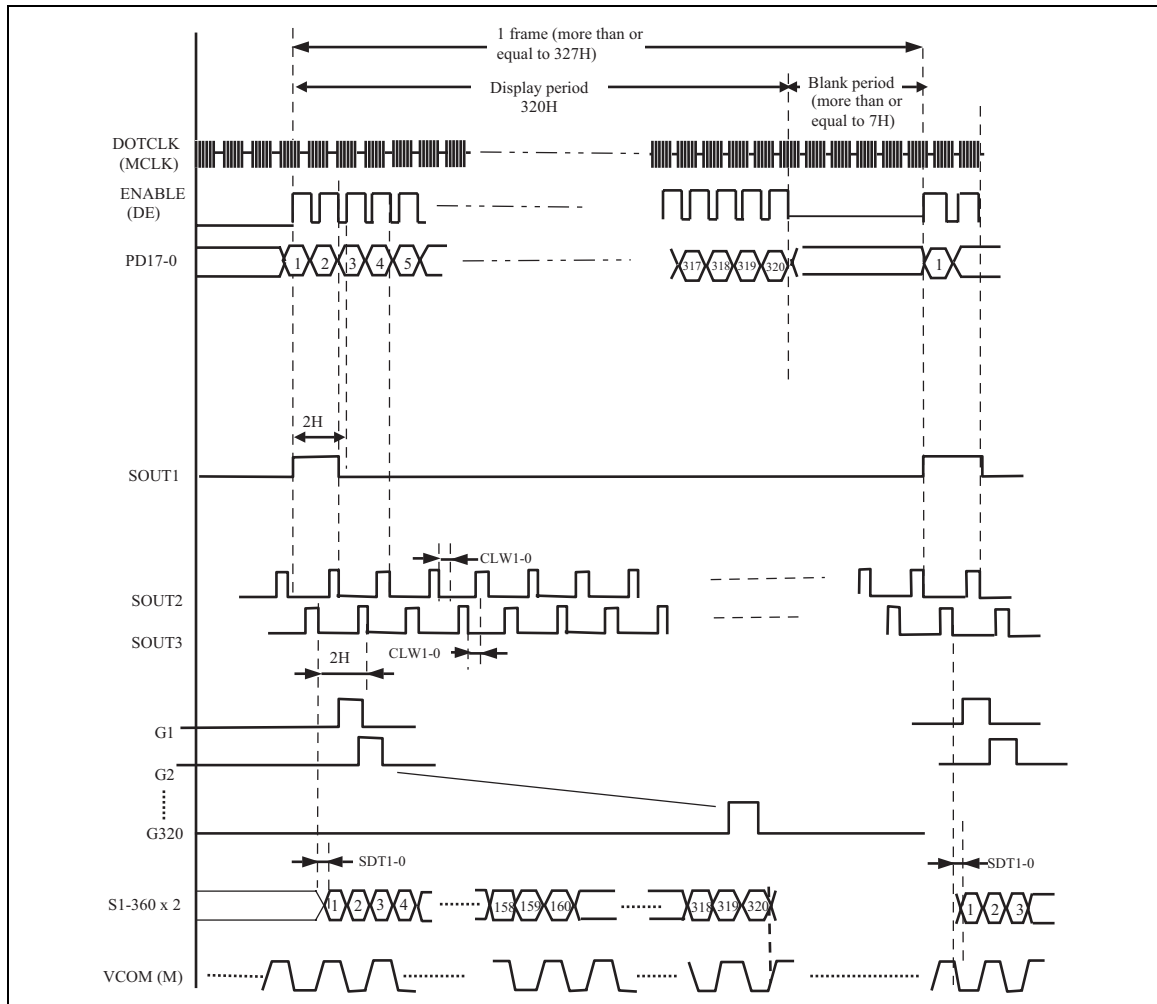 1 frame (more than or
equal to 327H)
Display period
320H
Blank period
(more than or
equal to 7H)
DOTCLK
(MCLK)
ENABLE
(DE)
PD17-0
1 2 3 4 5
317 318 319 320
1
2H
SOUT1
CLW1-0
SOUT2
SOUT3
CLW1-0
2H
G1
G2
G320
SDT1-0
SDT1-0
S1-360 x 2
1 2 3 4
158 159 160
318 319 320
1 2 3
VCOM (M)